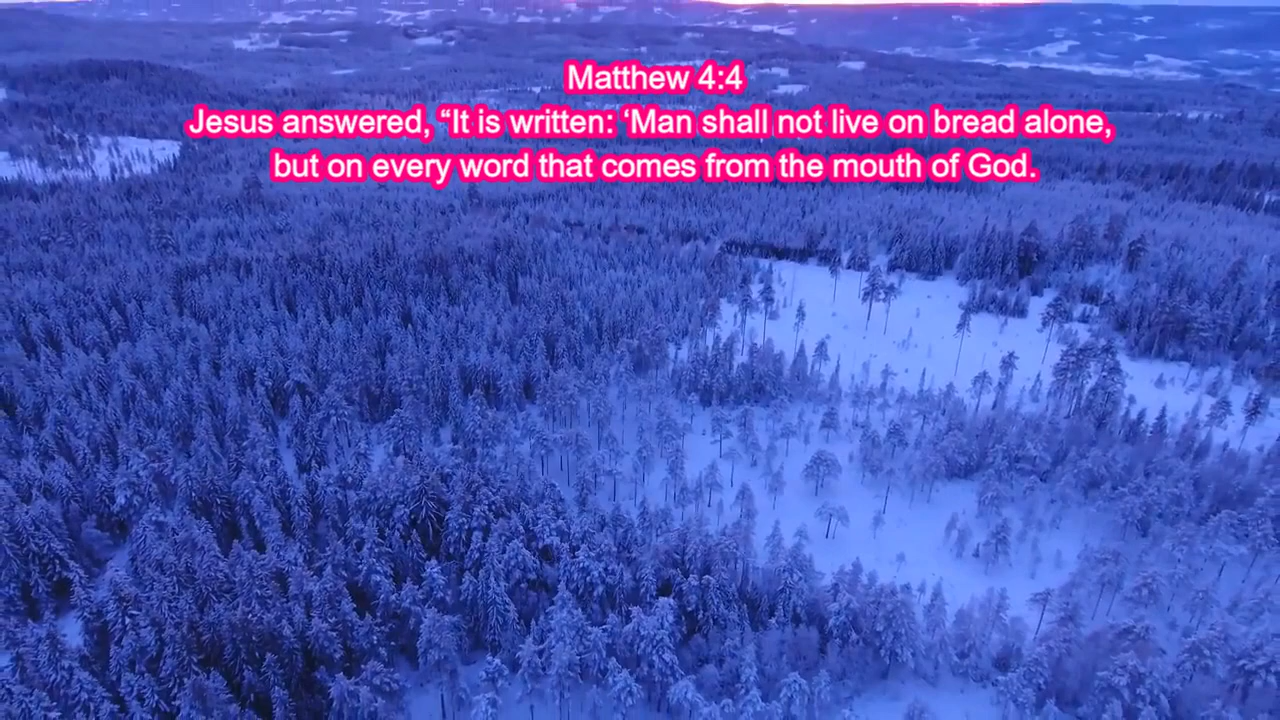 Matthew 4:4
Jesus answered, “It is written: ‘Man shall not live on bread alone,
but on every word that comes from the mouth of God.